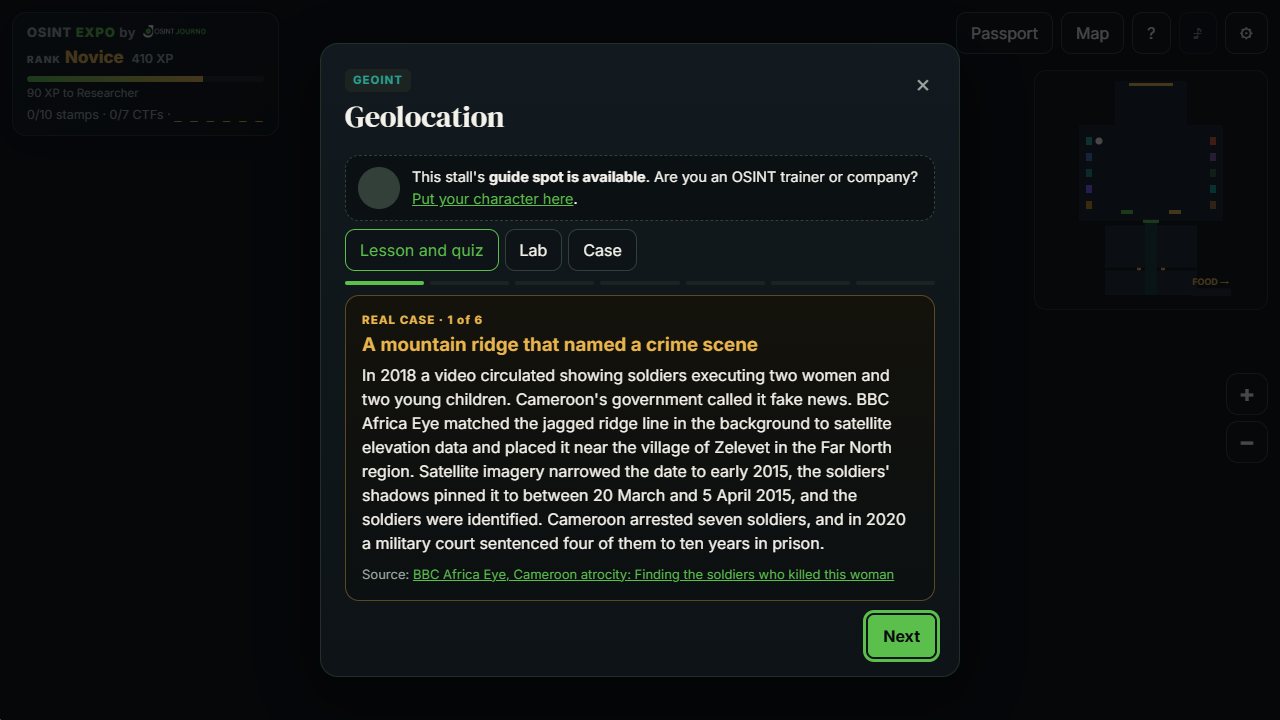 OSINT EXPO by OSINT JOURNO
RANK Novice 410 XP
90 XP to Researcher
0/10 stamps · 0/7 CTFs · _ _ _ _ _ _
Passport
Map
?
GEOINT
Geolocation
This stall's guide spot is available. Are you an OSINT trainer or company?
Put your character here.
Lesson and quiz
Lab
Case
REAL CASE · 1 of 6
A mountain ridge that named a crime scene
In 2018 a video circulated showing soldiers executing two women and
two young children. Cameroon's government called it fake news. BBC
Africa Eye matched the jagged ridge line in the background to satellite
elevation data and placed it near the village of Zelevet in the Far North
region. Satellite imagery narrowed the date to early 2015, the soldiers'
shadows pinned it to between 20 March and 5 April 2015, and the
soldiers were identified. Cameroon arrested seven soldiers, and in 2020
a military court sentenced four of them to ten years in prison.
Source: BBC Africa Eye, Cameroon atrocity: Finding the soldiers who killed this woman
Next
FOOD →